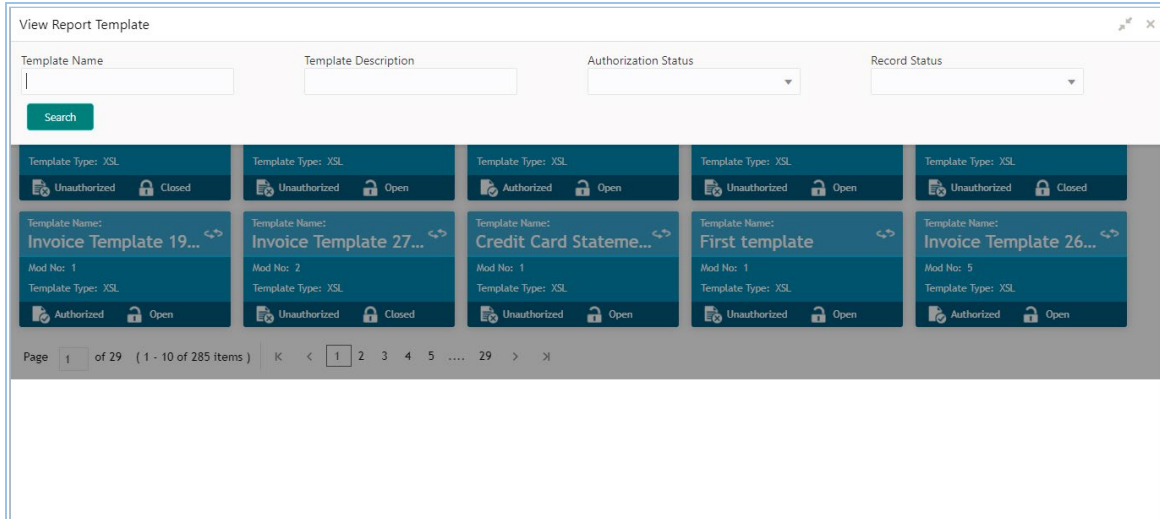 View Report Template
Template Name Template Description Authorization Status Record Status
Search
Template Type: XSL Template Type: XSL Template Type: XSL Template Type: XSL Template Type: XSL
Unauthorized Closed Unauthorized Open Authorized Open Unauthorized Open Unauthorized Closed
Template Name: Template Name: Template Name: Template Name: Template Name:
Invoice Template 19... Invoice Template 27... Credit Card Stateme... First template Invoice Template 26...
Mod No: 1 Mod No: 2 Mod No: 1 Mod No: 1 Mod No: 5
Template Type: XSL Template Type: XSL Template Type: XSL Template Type: XSL Template Type: XSL
Authorized Open Unauthorized Closed Unauthorized Open Unauthorized Open Authorized Open
Page 1 of 29 ( 1 - 10 of 285 items ) 1 2 3 4 5 .... 29